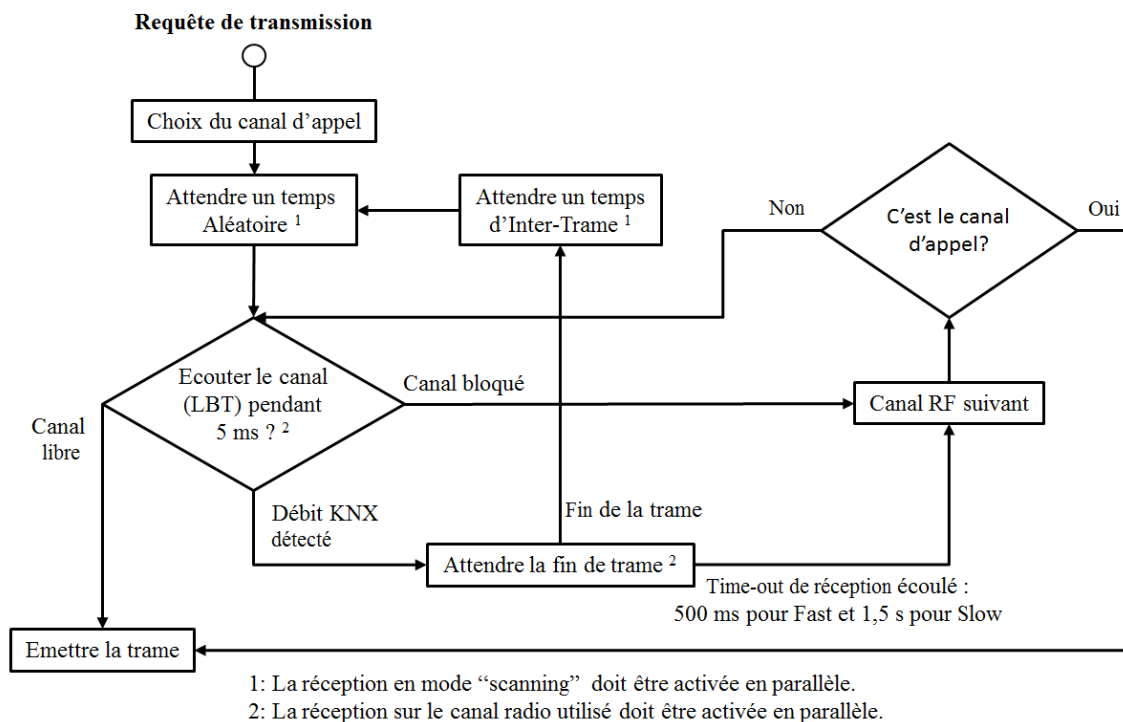 Requête de transmission
Choix du canal d'appel
Attendre un temps
Aléatoire 1
Attendre un temps
d'Inter-Trame 1
Non
C'est le canal
d'appel?
Oui
Ecouter le canal
(LBT) pendant
5 ms ? 2
Canal bloqué
Canal RF suivant
Canal
libre
Débit KNX
détecté
Fin de la trame
Attendre la fin de trame 2
Time-out de réception écoulé :
500 ms pour Fast et 1,5 s pour Slow
Emettre la trame
1: La réception en mode “scanning” doit être activée en parallèle.
2: La réception sur le canal radio utilisé doit être activée en parallèle.